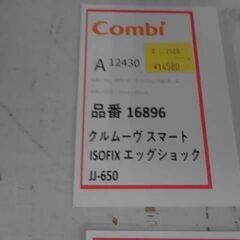 Combi
A 12430
¥14980
品番 16896
クルムーヴ スマート
ISOFIX エッグショック
JJ-650